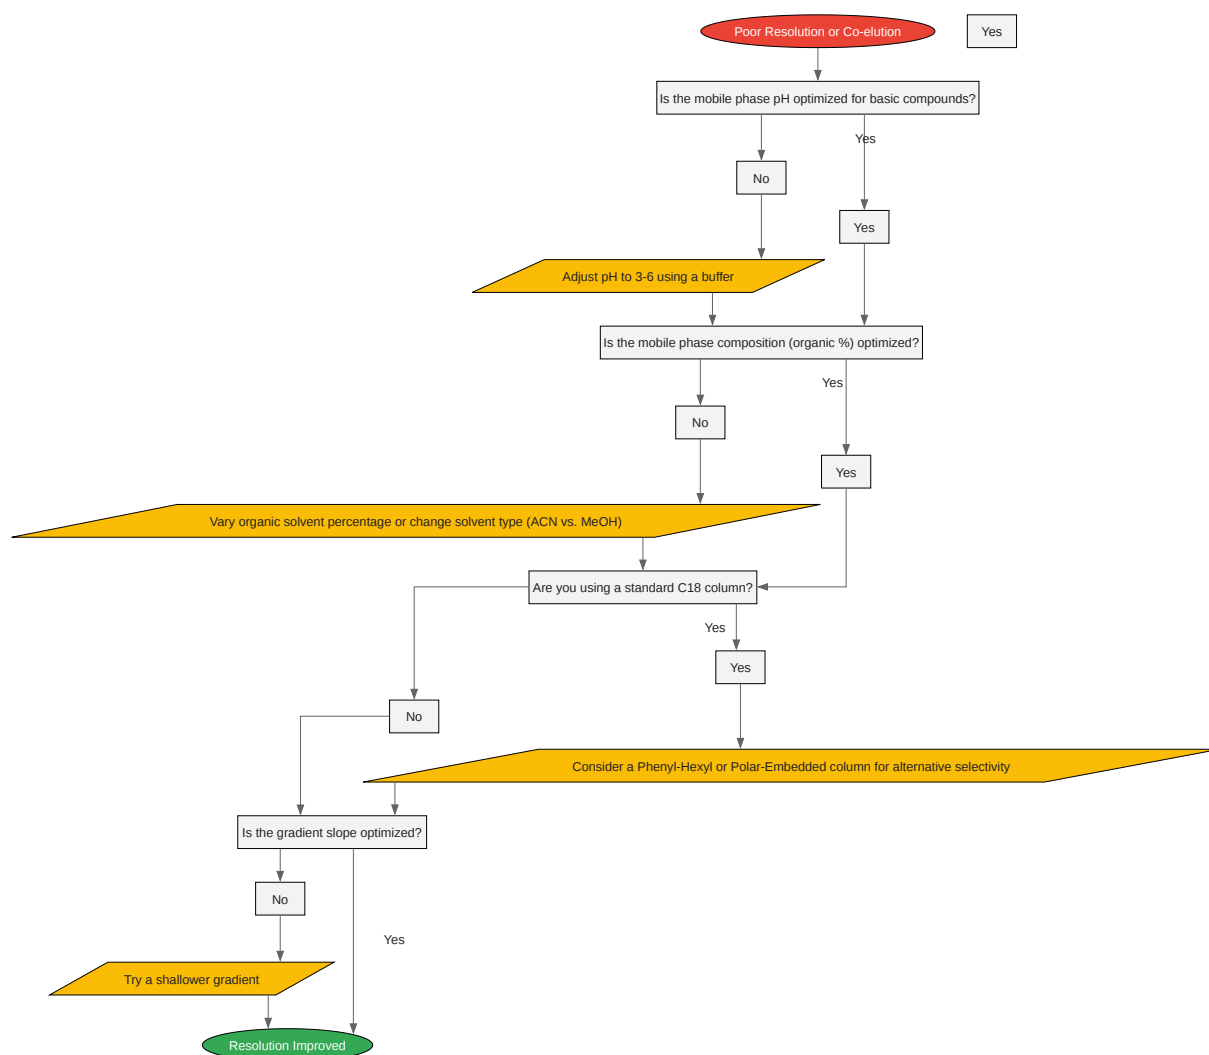 Poor Resolution or Co-elution
Yes
Is the mobile phase pH optimized for basic compounds?
Yes
No
Yes
Adjust pH to 3-6 using a buffer
Is the mobile phase composition (organic %) optimized?
Yes
No
Yes
Vary organic solvent percentage or change solvent type (ACN vs. MeOH)
Are you using a standard C18 column?
Yes
Yes
No
Consider a Phenyl-Hexyl or Polar-Embedded column for alternative selectivity
Is the gradient slope optimized?
No
Yes
Try a shallower gradient
Resolution Improved